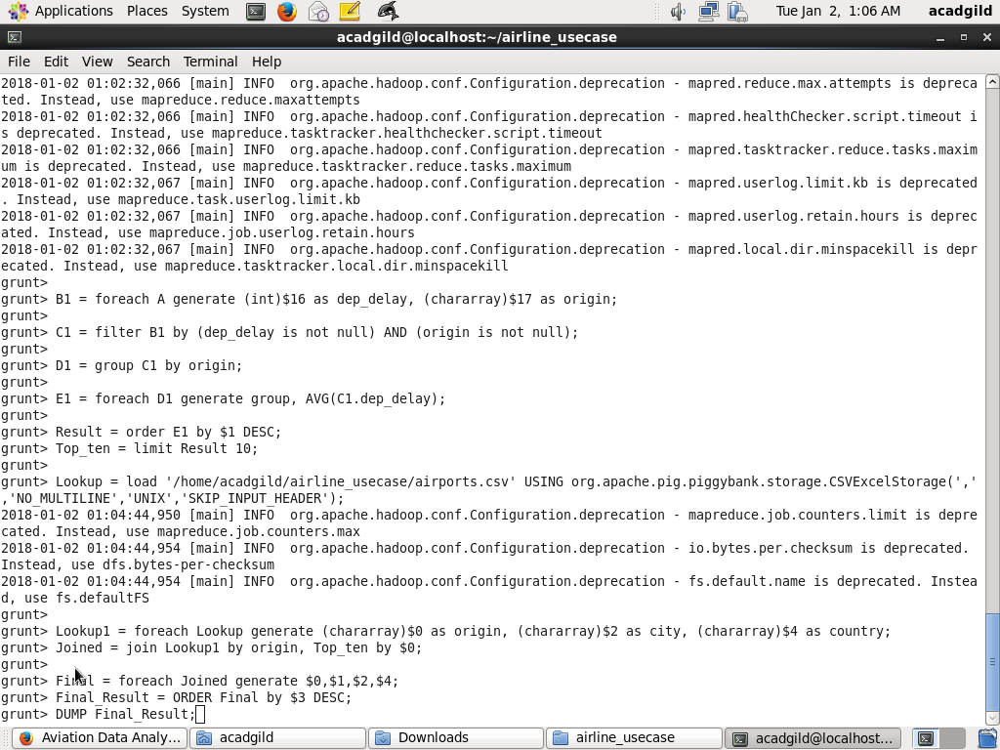 Applications Places System Tue Jan 2, 1:06 AM acadgild
acadgild@localhost:~/airline_usecase
File Edit View Search Terminal Help
2018-01-02 01:02:32,066 [main] INFO  org.apache.hadoop.conf.Configuration.deprecation - mapred.reduce.max.attempts is depreca
ted. Instead, use mapreduce.reduce.maxattempts
2018-01-02 01:02:32,066 [main] INFO  org.apache.hadoop.conf.Configuration.deprecation - mapred.healthChecker.script.timeout i
s deprecated. Instead, use mapreduce.tasktracker.healthchecker.script.timeout
2018-01-02 01:02:32,066 [main] INFO  org.apache.hadoop.conf.Configuration.deprecation - mapred.tasktracker.reduce.tasks.maxim
um is deprecated. Instead, use mapreduce.tasktracker.reduce.tasks.maximum
2018-01-02 01:02:32,067 [main] INFO  org.apache.hadoop.conf.Configuration.deprecation - mapred.userlog.limit.kb is deprecated
. Instead, use mapreduce.task.userlog.limit.kb
2018-01-02 01:02:32,067 [main] INFO  org.apache.hadoop.conf.Configuration.deprecation - mapred.userlog.retain.hours is deprec
ated. Instead, use mapreduce.job.userlog.retain.hours
2018-01-02 01:02:32,067 [main] INFO  org.apache.hadoop.conf.Configuration.deprecation - mapred.local.dir.minspacekill is depr
ecated. Instead, use mapreduce.tasktracker.local.dir.minspacekill
grunt>
grunt> B1 = foreach A generate (int)$16 as dep_delay, (chararray)$17 as origin;
grunt>
grunt> C1 = filter B1 by (dep_delay is not null) AND (origin is not null);
grunt>
grunt> D1 = group C1 by origin;
grunt>
grunt> E1 = foreach D1 generate group, AVG(C1.dep_delay);
grunt>
grunt> Result = order E1 by $1 DESC;
grunt> Top_ten = limit Result 10;
grunt>
grunt> Lookup = load '/home/acadgild/airline_usecase/airports.csv' USING org.apache.pig.piggybank.storage.CSVExcelStorage(','
,'NO_MULTILINE','UNIX','SKIP_INPUT_HEADER');
2018-01-02 01:04:44,950 [main] INFO  org.apache.hadoop.conf.Configuration.deprecation - mapreduce.job.counters.limit is depre
cated. Instead, use mapreduce.job.counters.max
2018-01-02 01:04:44,954 [main] INFO  org.apache.hadoop.conf.Configuration.deprecation - io.bytes.per.checksum is deprecated.
Instead, use dfs.bytes-per-checksum
2018-01-02 01:04:44,954 [main] INFO  org.apache.hadoop.conf.Configuration.deprecation - fs.default.name is deprecated. Instea
d, use fs.defaultFS
grunt>
grunt> Lookup1 = foreach Lookup generate (chararray)$0 as origin, (chararray)$2 as city, (chararray)$4 as country;
grunt> Joined = join Lookup1 by origin, Top_ten by $0;
grunt>
grunt> Final = foreach Joined generate $0,$1,$2,$4;
grunt> Final_Result = ORDER Final by $3 DESC;
grunt> DUMP Final_Result;
Aviation Data Analy... acadgild Downloads airline_usecase acadgild@localhost...